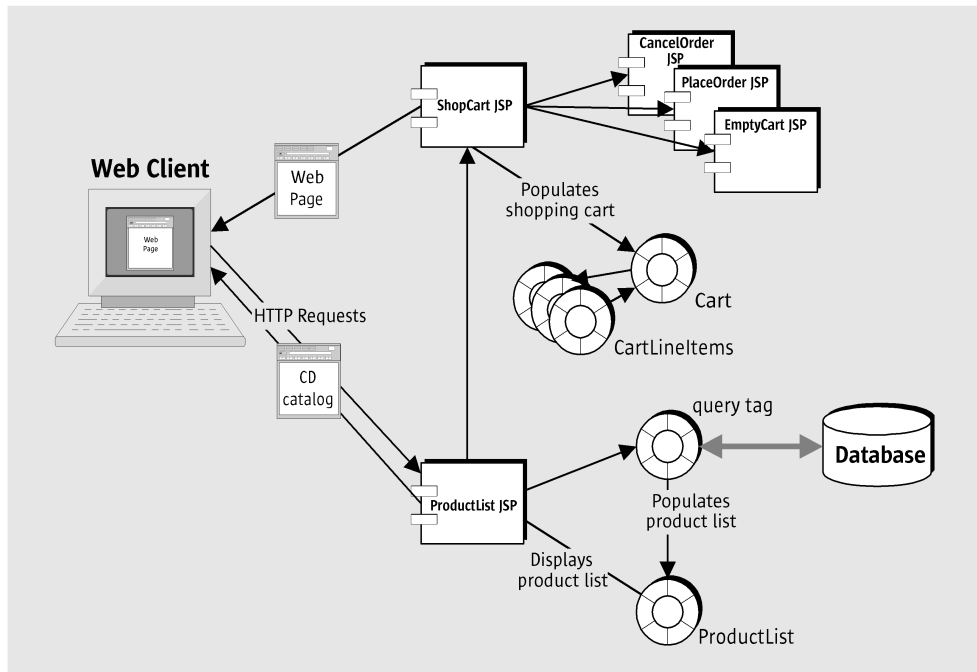 CancelOrder
JSP
PlaceOrder JSP
EmptyCart JSP
ShopCart JSP
Web Client
Web
Page
Web
Page
Populates
shopping cart
Cart
CartLineItems
HTTP Requests
CD
catalog
query tag
Database
ProductList JSP
Populates
product list
Displays
product list
ProductList